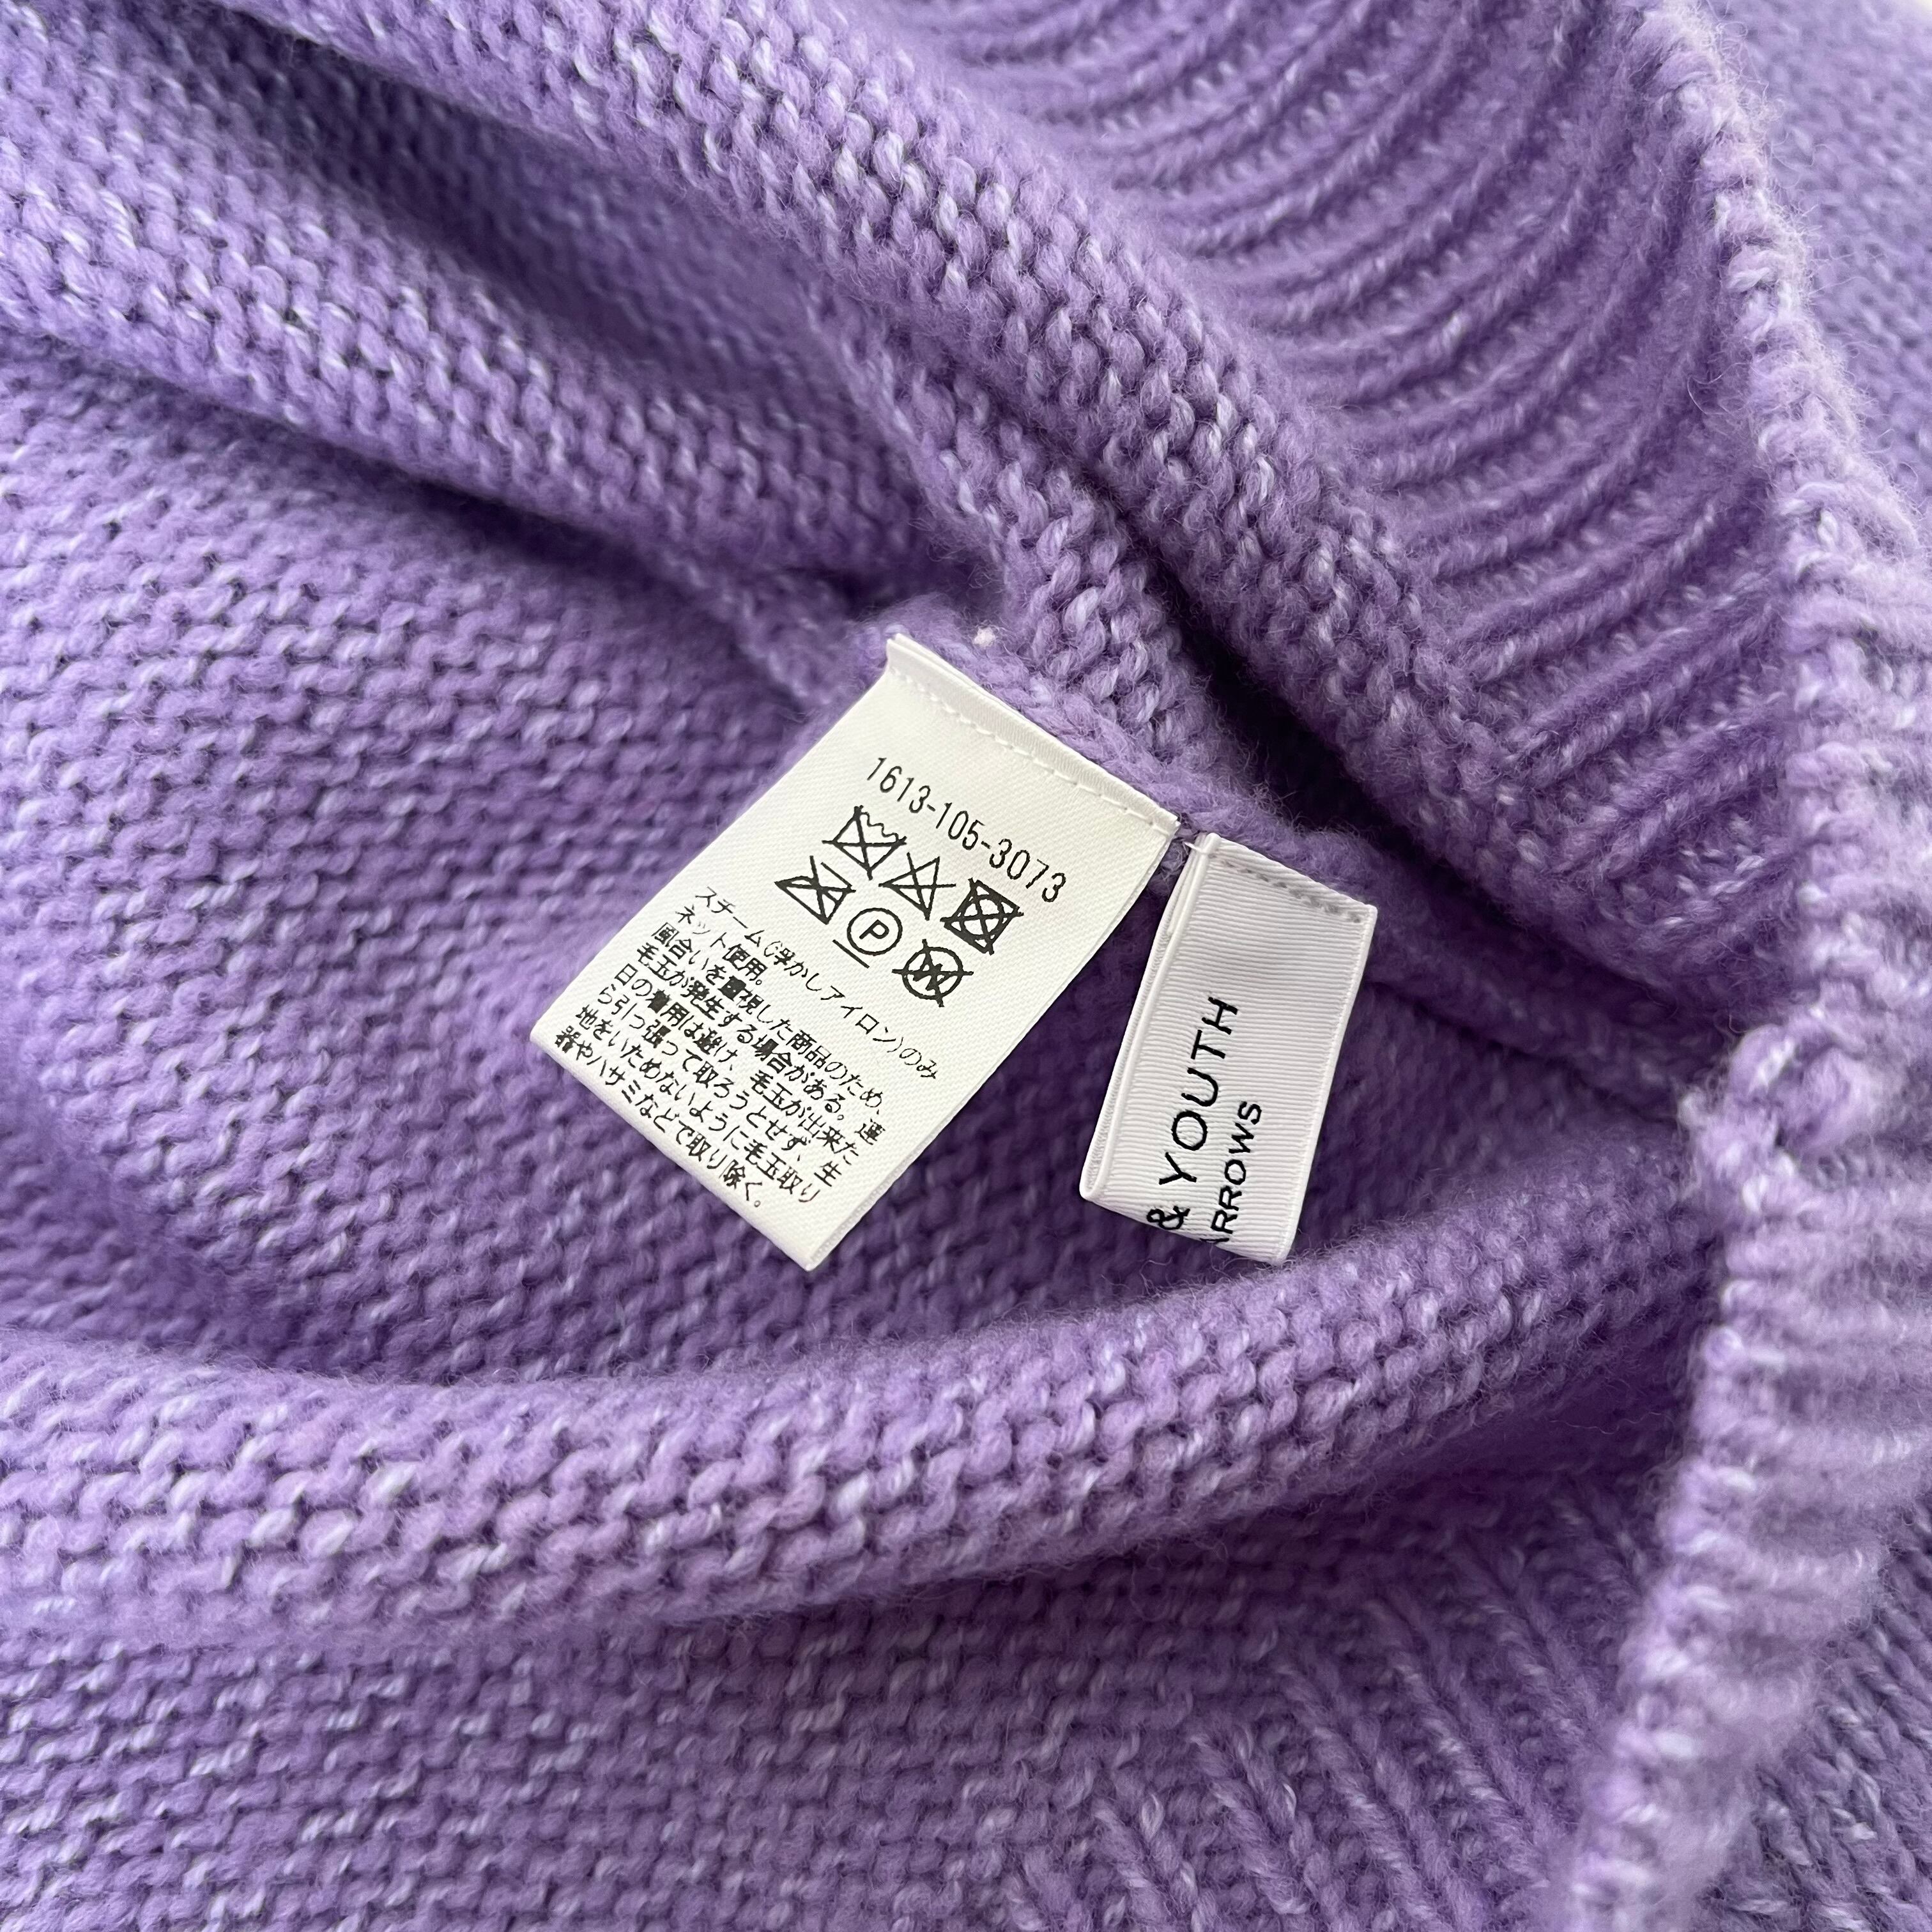 1613-105-3073
P
W
スチーム(浮かしアイロン)のみ
ネット使用。
風合いを重視した商品のため、
毛玉が発生する場合がある。連
日の着用は避け、毛玉が出来た
ら引っ張って取ろうとせず、生
地をいためないように毛玉取り
器やハサミなどで取り除く。
& YOUTH
ARROWS